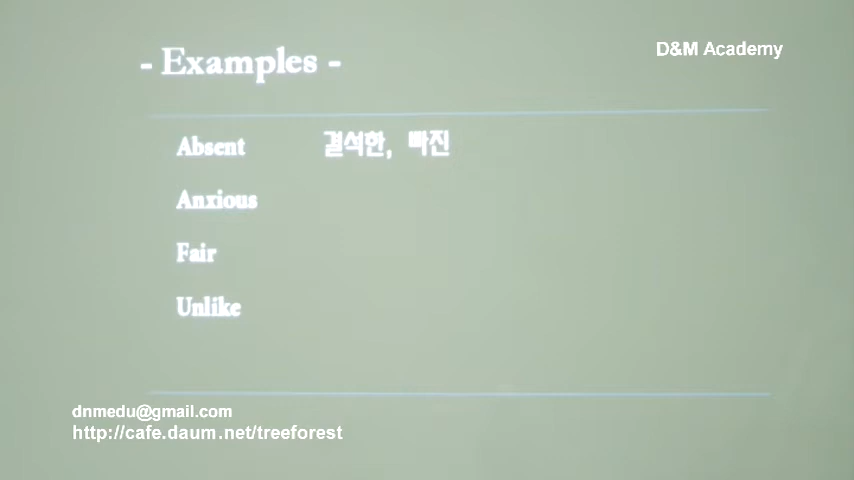 - Examples -
D&M Academy
Absent 결석한, 빠진
Anxious
Fair
Unlike
dnmedu@gmail.com
http://cafe.daum.net/treeforest